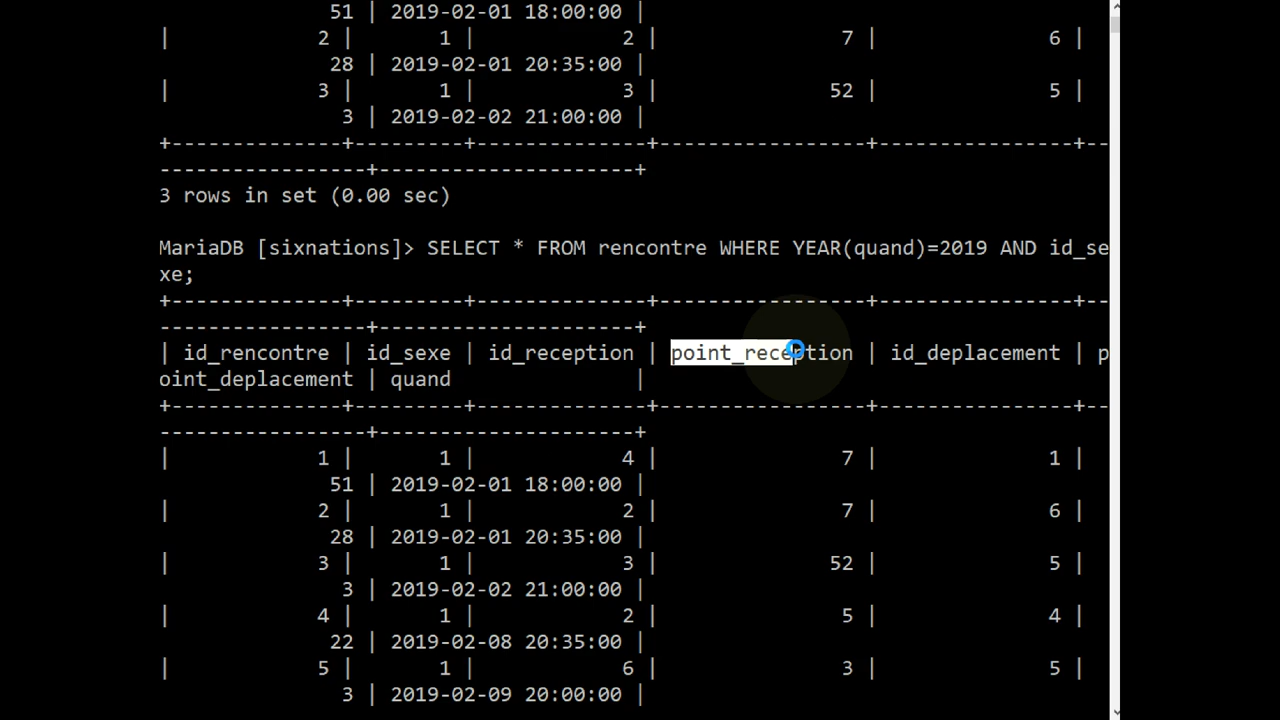 51 | 2019-02-01 18:00:00 |
| 2 | 1 | 2 | 7 | 6 |
28 | 2019-02-01 20:35:00 |
| 3 | 1 | 3 | 52 | 5 |
3 | 2019-02-02 21:00:00 |
+--------------+---------+--------------+-----------------+----------------+--
-----------------+---------------------+
3 rows in set (0.00 sec)
MariaDB [sixnations]> SELECT * FROM rencontre WHERE YEAR(quand)=2019 AND id_se
xe;
+--------------+---------+--------------+-----------------+----------------+--
-----------------+---------------------+
| id_rencontre | id_sexe | id_reception | point_reception | id_deplacement | p
oint_deplacement | quand |
+--------------+---------+--------------+-----------------+----------------+--
-----------------+---------------------+
| 1 | 1 | 4 | 7 | 1 |
51 | 2019-02-01 18:00:00 |
| 2 | 1 | 2 | 7 | 6 |
28 | 2019-02-01 20:35:00 |
| 3 | 1 | 3 | 52 | 5 |
3 | 2019-02-02 21:00:00 |
| 4 | 1 | 2 | 5 | 4 |
22 | 2019-02-08 20:35:00 |
| 5 | 1 | 6 | 3 | 5 |
3 | 2019-02-09 20:00:00 |